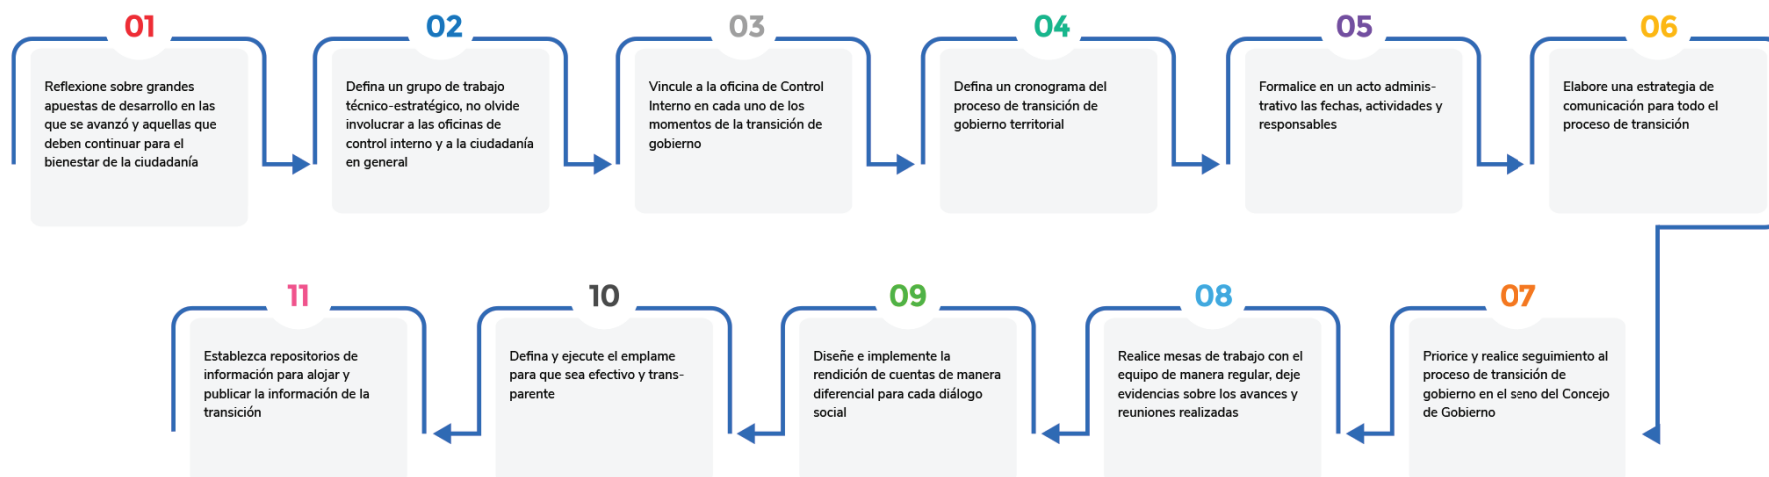 01
Reflexione sobre grandes
apuestas de desarrollo en las
que se avanzó y aquellas que
deben continuar para el
bienestar de la ciudadanía
02
Defina un grupo de trabajo
técnico-estratégico, no olvide
involucrar a las oficinas de
control interno y a la ciudadanía
en general
03
Vincule a la oficina de Control
Interno en cada uno de los
momentos de la transición de
gobierno
04
Defina un cronograma del
proceso de transición de
gobierno territorial
05
Formalice en un acto adminis-
trativo las fechas, actividades y
responsables
06
Elabore una estrategia de
comunicación para todo el
proceso de transición
07
Priorice y realice seguimiento al
proceso de transición de
gobierno en el seno del Concejo
de Gobierno
08
Realice mesas de trabajo con el
equipo de manera regular, deje
evidencias sobre los avances y
reuniones realizadas
09
Diseñe e implemente la
rendición de cuentas de manera
diferencial para cada diálogo
social
10
Defina y ejecute el emplame
para que sea efectivo y trans-
parente
11
Establezca repositorios de
información para alojar y
publicar la información de la
transición